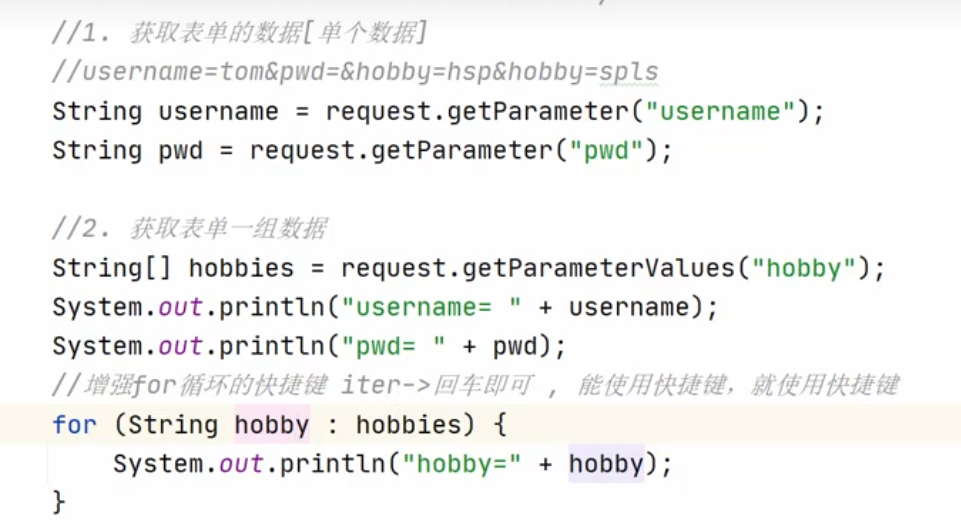 //1. 获取表单的数据[单个数据]
//username=tom&pwd=&hobby=hsp&hobby=spls
String username = request.getParameter("username");
String pwd = request.getParameter("pwd");
//2. 获取表单一组数据
String[] hobbies = request.getParameterValues("hobby");
System.out.println("username= " + username);
System.out.println("pwd= " + pwd);
//增强for循环的快捷键 iter->回车即可 , 能使用快捷键，就使用快捷键
for (String hobby : hobbies) {
    System.out.println("hobby=" + hobby);
}